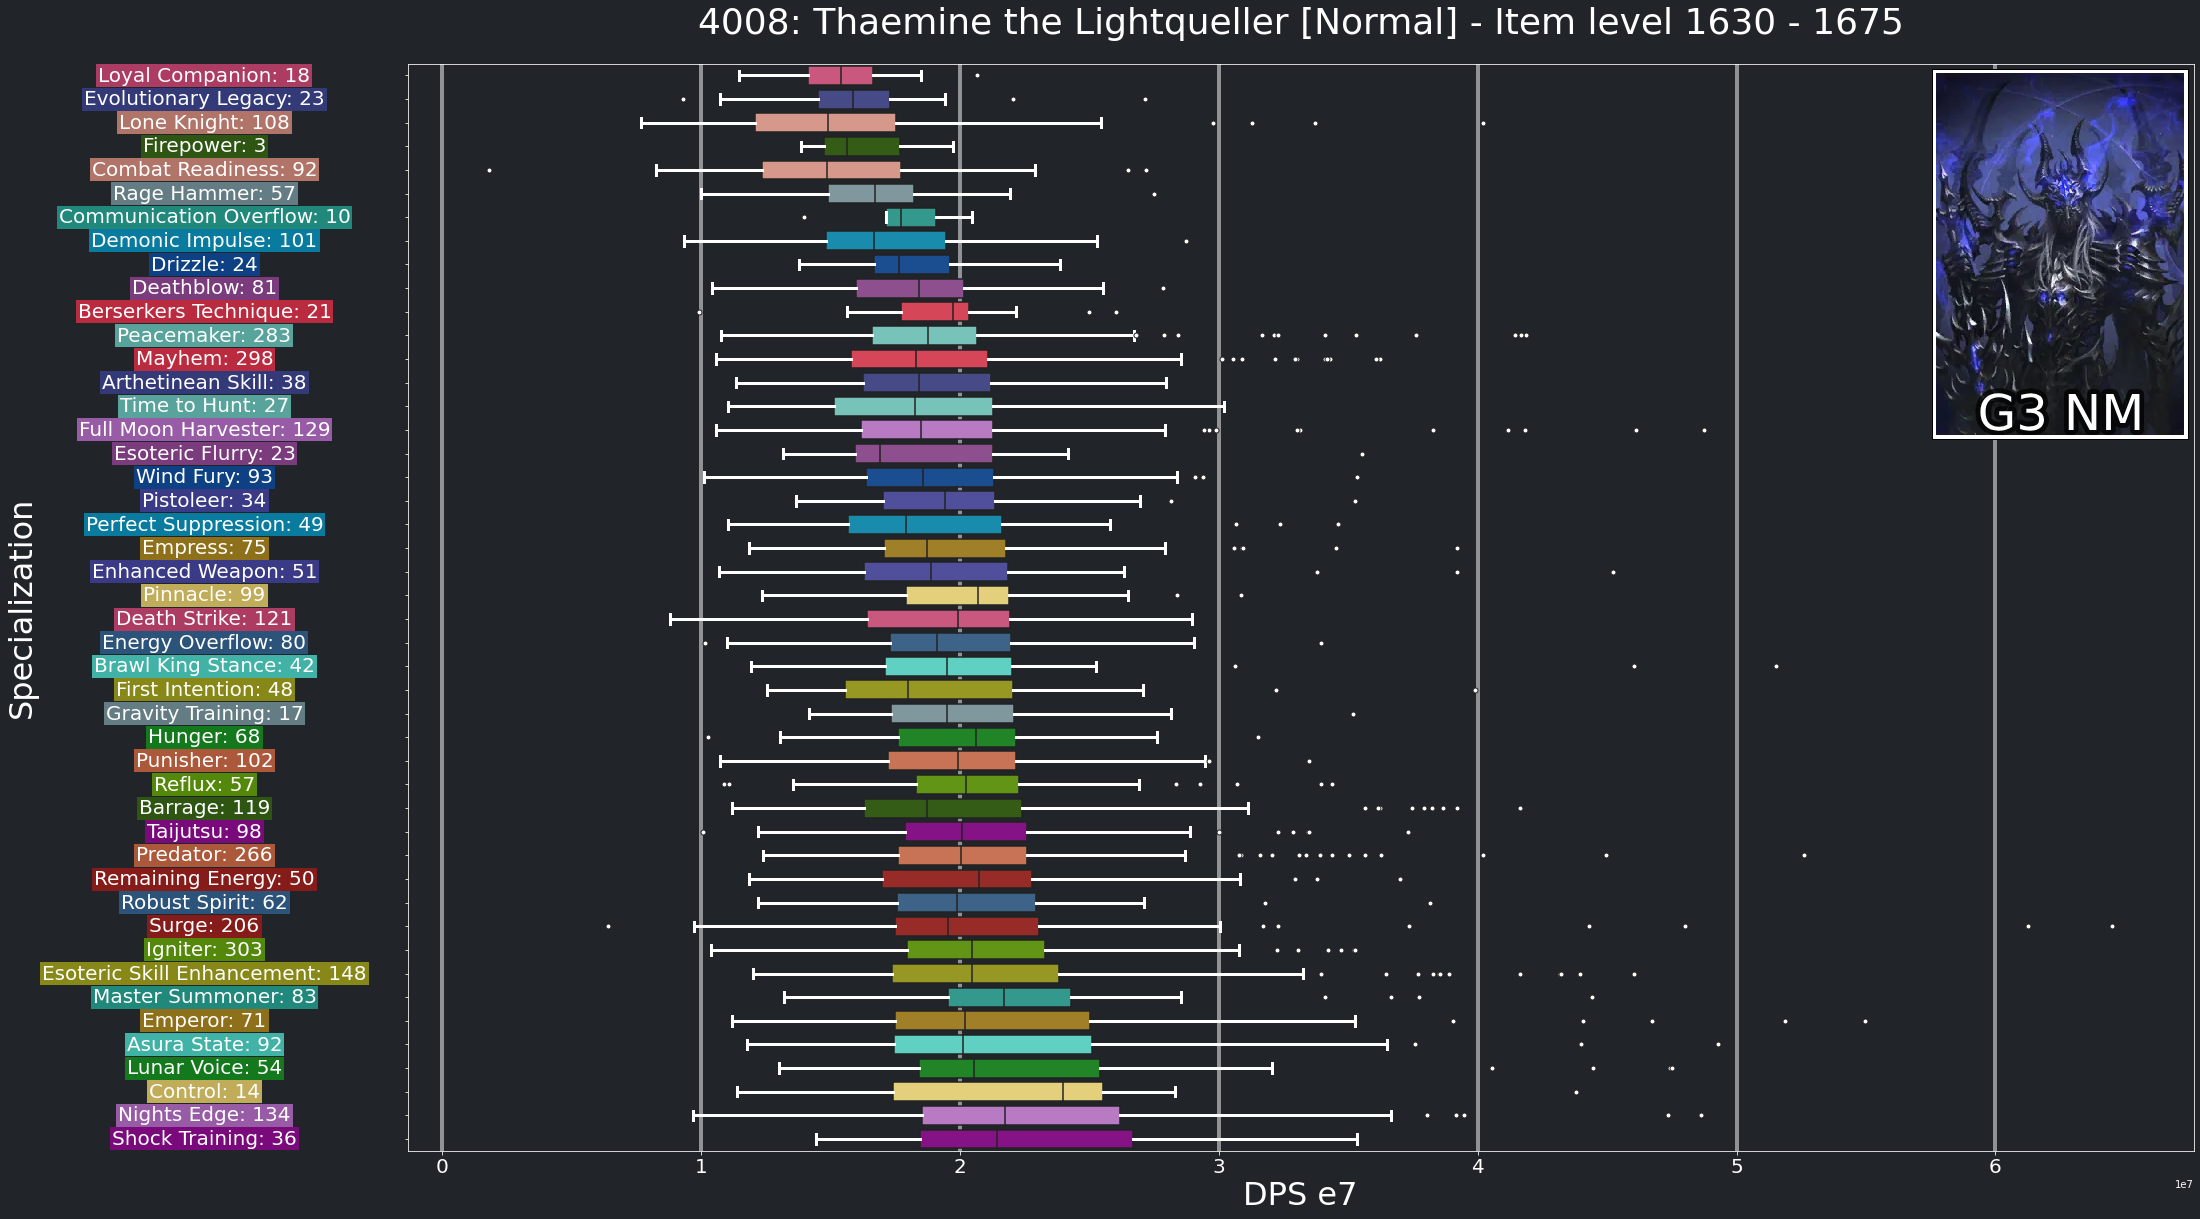 4008: Thaemine the Lightqueller [Normal] - Item level 1630 - 1675
Loyal Companion: 18
Evolutionary Legacy: 23
Lone Knight: 108
Firepower: 3
Combat Readiness: 92
Rage Hammer: 57
Communication Overflow: 10
Demonic Impulse: 101
Drizzle: 24
Deathblow: 81
Berserkers Technique: 21
Peacemaker: 283
Mayhem: 298
Arthetinean Skill: 38
Time to Hunt: 27
Full Moon Harvester: 129
Esoteric Flurry: 23
Wind Fury: 93
Pistoleer: 34
Perfect Suppression: 49
Empress: 75
Enhanced Weapon: 51
Pinnacle: 99
Death Strike: 121
Energy Overflow: 80
Brawl King Stance: 42
First Intention: 48
Gravity Training: 17
Hunger: 68
Punisher: 102
Reflux: 57
Barrage: 119
Taijutsu: 98
Predator: 266
Remaining Energy: 50
Robust Spirit: 62
Surge: 206
Igniter: 303
Esoteric Skill Enhancement: 148
Master Summoner: 83
Emperor: 71
Asura State: 92
Lunar Voice: 54
Control: 14
Nights Edge: 134
Shock Training: 36
Specialization
G3 NM
0 1 2 3 4 5 6
1e7
DPS e7